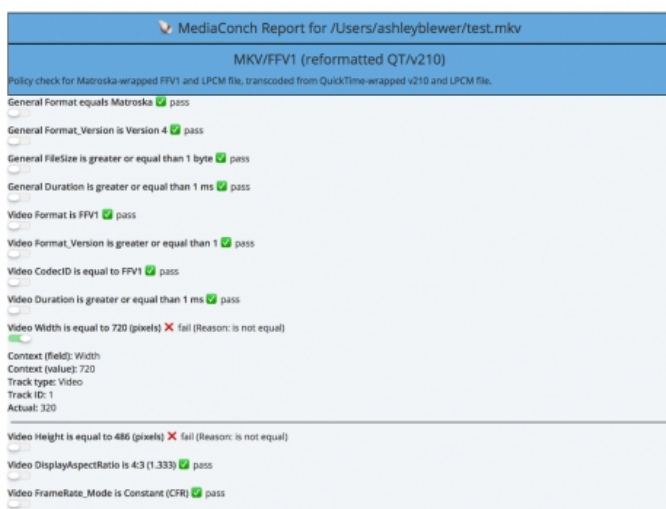 MediaConch Report for /Users/ashleyblewer/test.mkv
MKV/FFV1 (reformatted QT/v210)
Policy check for Matroska-wrapped FFV1 and LPCM file, transcoded from QuickTime-wrapped v210 and LPCM file.
General Format equals Matroska ✅ pass
General Format_Version is Version 4 ✅ pass
General FileSize is greater or equal than 1 byte ✅ pass
General Duration is greater or equal than 1 ms ✅ pass
Video Format is FFV1 ✅ pass
Video Format_Version is greater or equal than 1 ✅ pass
Video CodecID is equal to FFV1 ✅ pass
Video Duration is greater or equal than 1 ms ✅ pass
Video Width is equal to 720 (pixels) ❌ fail (Reason: is not equal)
Context (field): Width
Context (value): 720
Track type: Video
Track ID: 1
Actual: 320
Video Height is equal to 486 (pixels) ❌ fail (Reason: is not equal)
Video DisplayAspectRatio is 4:3 (1.333) ✅ pass
Video FrameRate_Mode is Constant (CFR) ✅ pass